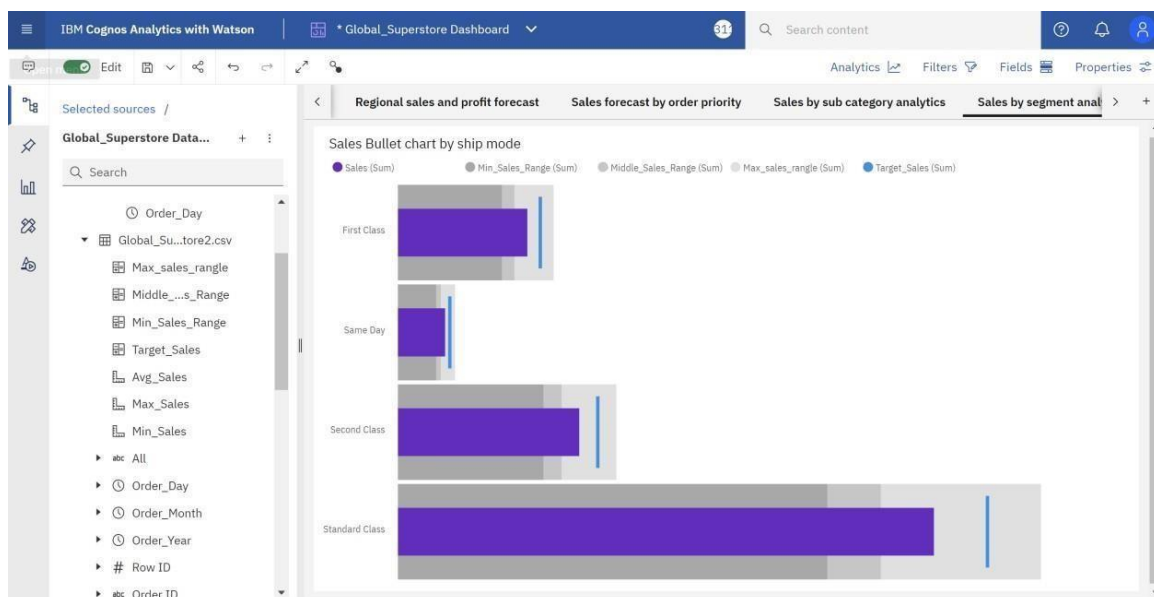 IBM Cognos Analytics with Watson
* Global_Superstore Dashboard
Search content
Edit
Analytics
Filters
Fields
Properties
Selected sources /
Regional sales and profit forecast
Sales forecast by order priority
Sales by sub category analytics
Sales by segment anal
Global_Superstore Data...
Search
Order_Day
Global_Su...tore2.csv
Max_sales_rangle
Middle_...s_Range
Min_Sales_Range
Target_Sales
Avg_Sales
Max_Sales
Min_Sales
abc All
Order_Day
Order_Month
Order_Year
# Row ID
abc Order ID
Sales Bullet chart by ship mode
Sales (Sum)
Min_Sales_Range (Sum)
Middle_Sales_Range (Sum)
Max_sales_rangle (Sum)
Target_Sales (Sum)
First Class
Same Day
Second Class
Standard Class